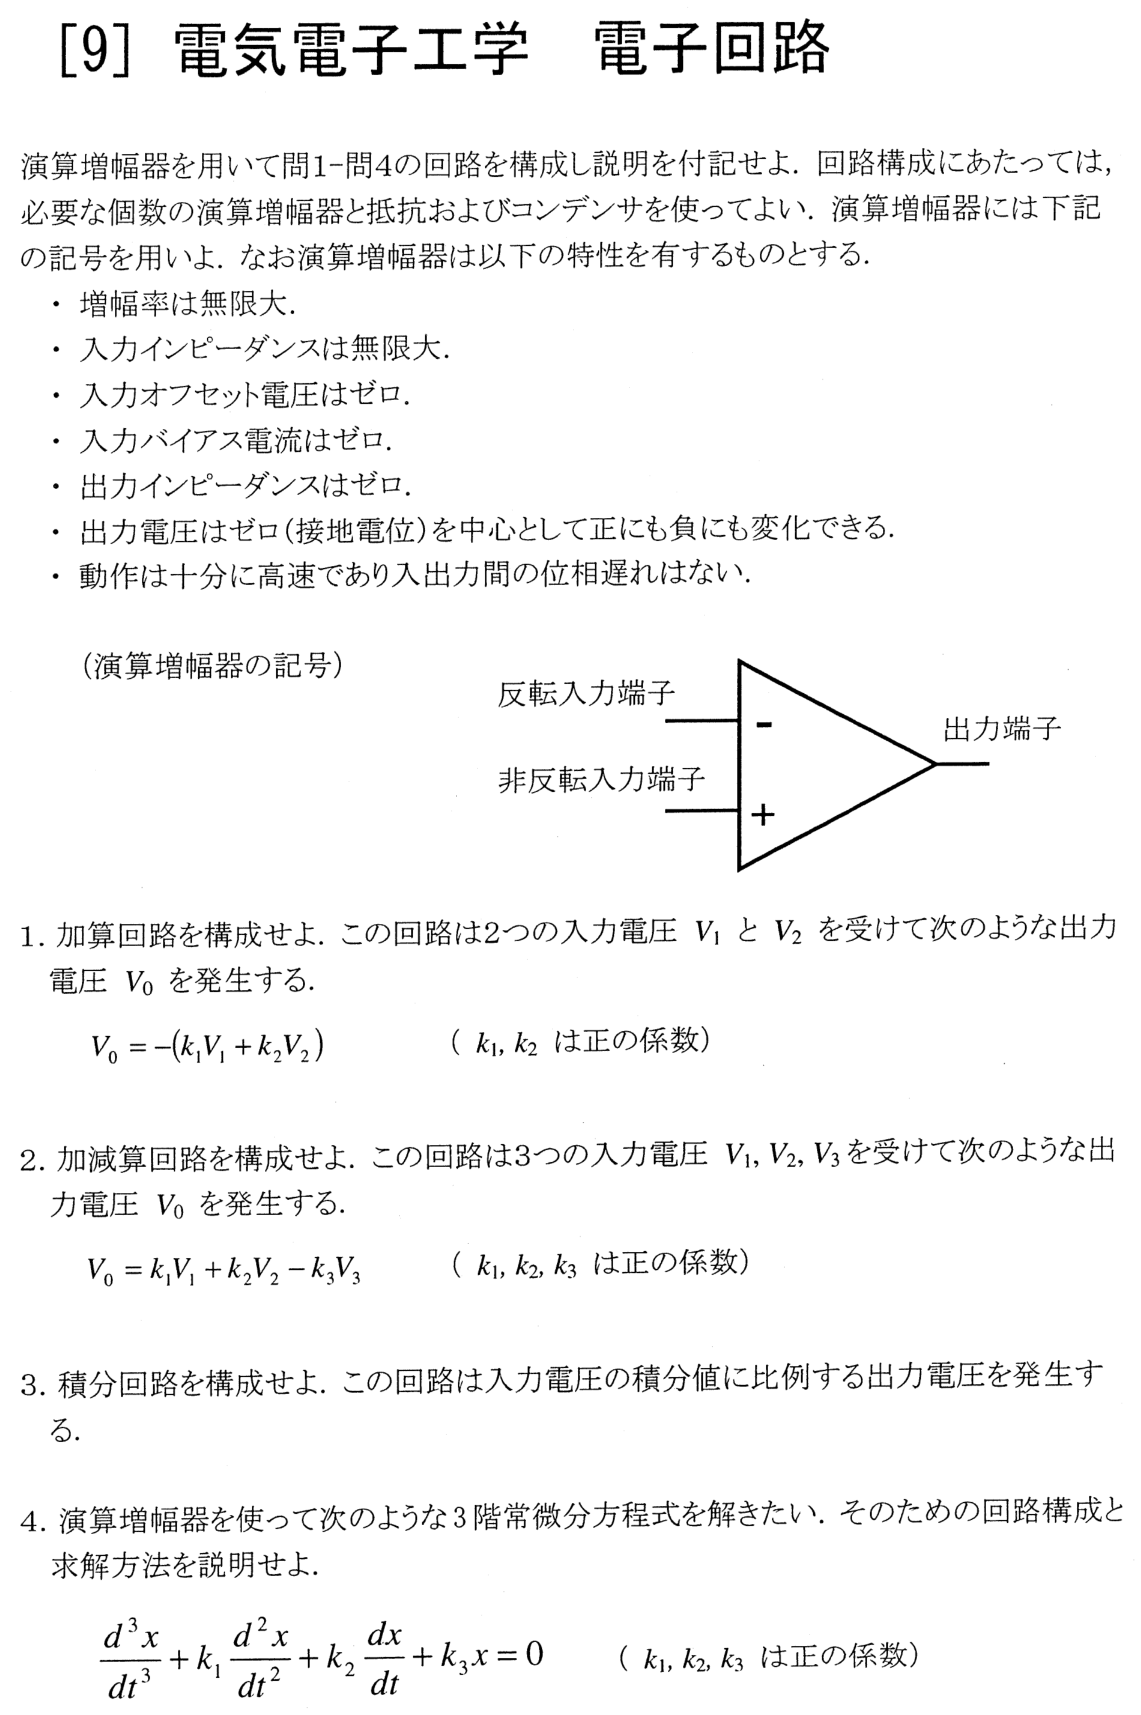 [9] 電気電子工学　電子回路
演算増幅器を用いて問1-問4の回路を構成し説明を付記せよ. 回路構成にあたっては,
必要な個数の演算増幅器と抵抗およびコンデンサを使ってよい. 演算増幅器には下記
の記号を用いよ. なお演算増幅器は以下の特性を有するものとする.
・ 増幅率は無限大.
・ 入力インピーダンスは無限大.
・ 入力オフセット電圧はゼロ.
・ 入力バイアス電流はゼロ.
・ 出力インピーダンスはゼロ.
・ 出力電圧はゼロ(接地電位)を中心として正にも負にも変化できる.
・ 動作は十分に高速であり入出力間の位相遅れはない.
(演算増幅器の記号)
反転入力端子
-
出力端子
非反転入力端子
+
1. 加算回路を構成せよ. この回路は2つの入力電圧 V₁ と V₂ を受けて次のような出力
電圧 V₀ を発生する.
V₀ = -(k₁V₁ + k₂V₂) ( k₁, k₂ は正の係数)
2. 加減算回路を構成せよ. この回路は3つの入力電圧 V₁, V₂, V₃を受けて次のような出
力電圧 V₀ を発生する.
V₀ = k₁V₁ + k₂V₂ - k₃V₃ ( k₁, k₂, k₃ は正の係数)
3. 積分回路を構成せよ. この回路は入力電圧の積分値に比例する出力電圧を発生す
る.
4. 演算増幅器を使って次のような3階常微分方程式を解きたい. そのための回路構成と
求解方法を説明せよ.
d³x/dt³ + k₁ d²x/dt² + k₂ dx/dt + k₃x = 0 ( k₁, k₂, k₃ は正の係数)